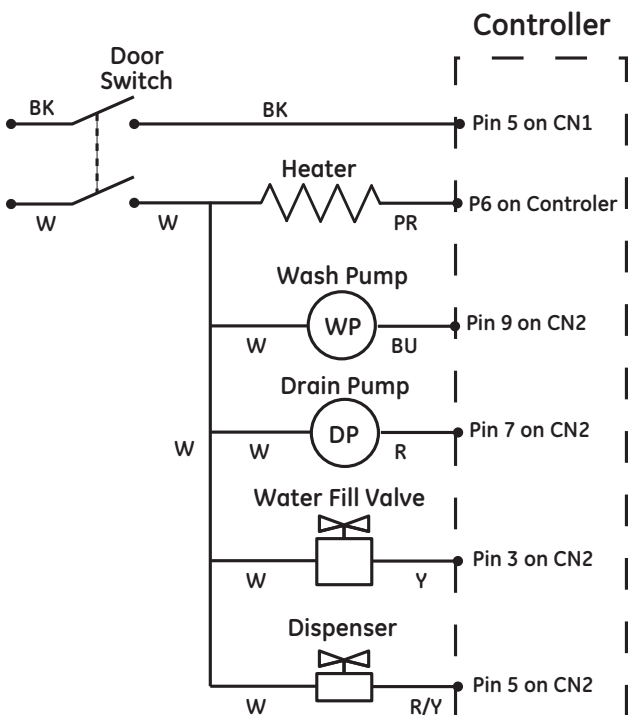 Controller
Door
Switch
BK
BK
Pin 5 on CN1
Heater
W
W
PR
P6 on Controler
Wash Pump
WP
W
BU
Pin 9 on CN2
Drain Pump
DP
W
W
R
Pin 7 on CN2
Water Fill Valve
W
Y
Pin 3 on CN2
Dispenser
W
R/Y
Pin 5 on CN2